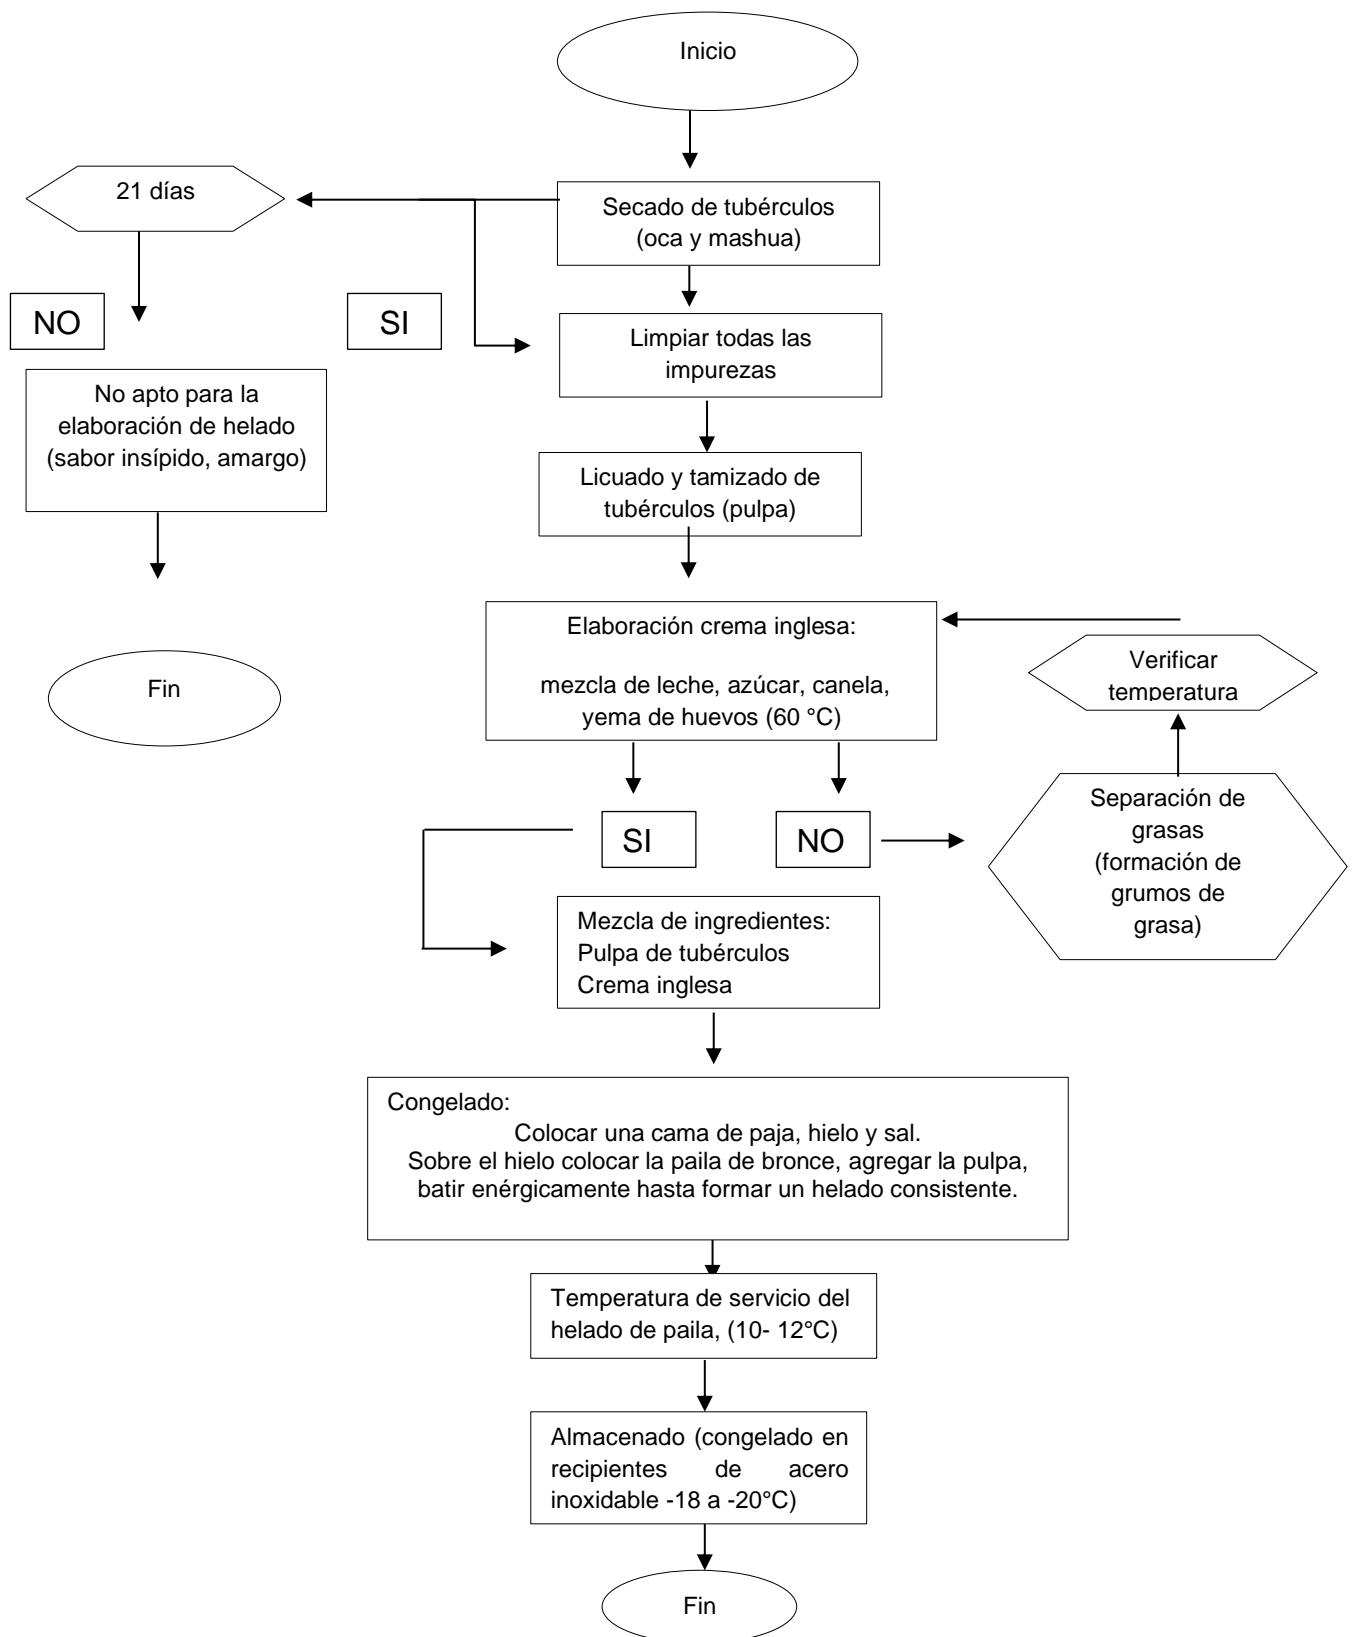 Inicio
21 días
Secado de tubérculos
(oca y mashua)
NO
SI
Limpiar todas las
impurezas
No apto para la
elaboración de helado
(sabor insípido, amargo)
Licuado y tamizado de
tubérculos (pulpa)
Fin
Elaboración crema inglesa:
mezcla de leche, azúcar, canela,
yema de huevos (60 °C)
Verificar
temperatura
SI
NO
Separación de
grasas
(formación de
grumos de
grasa)
Mezcla de ingredientes:
Pulpa de tubérculos
Crema inglesa
Congelado:
Colocar una cama de paja, hielo y sal.
Sobre el hielo colocar la paila de bronce, agregar la pulpa,
batir enérgicamente hasta formar un helado consistente.
Temperatura de servicio del
helado de paila, (10- 12°C)
Almacenado (congelado en
recipientes de acero
inoxidable -18 a -20°C)
Fin